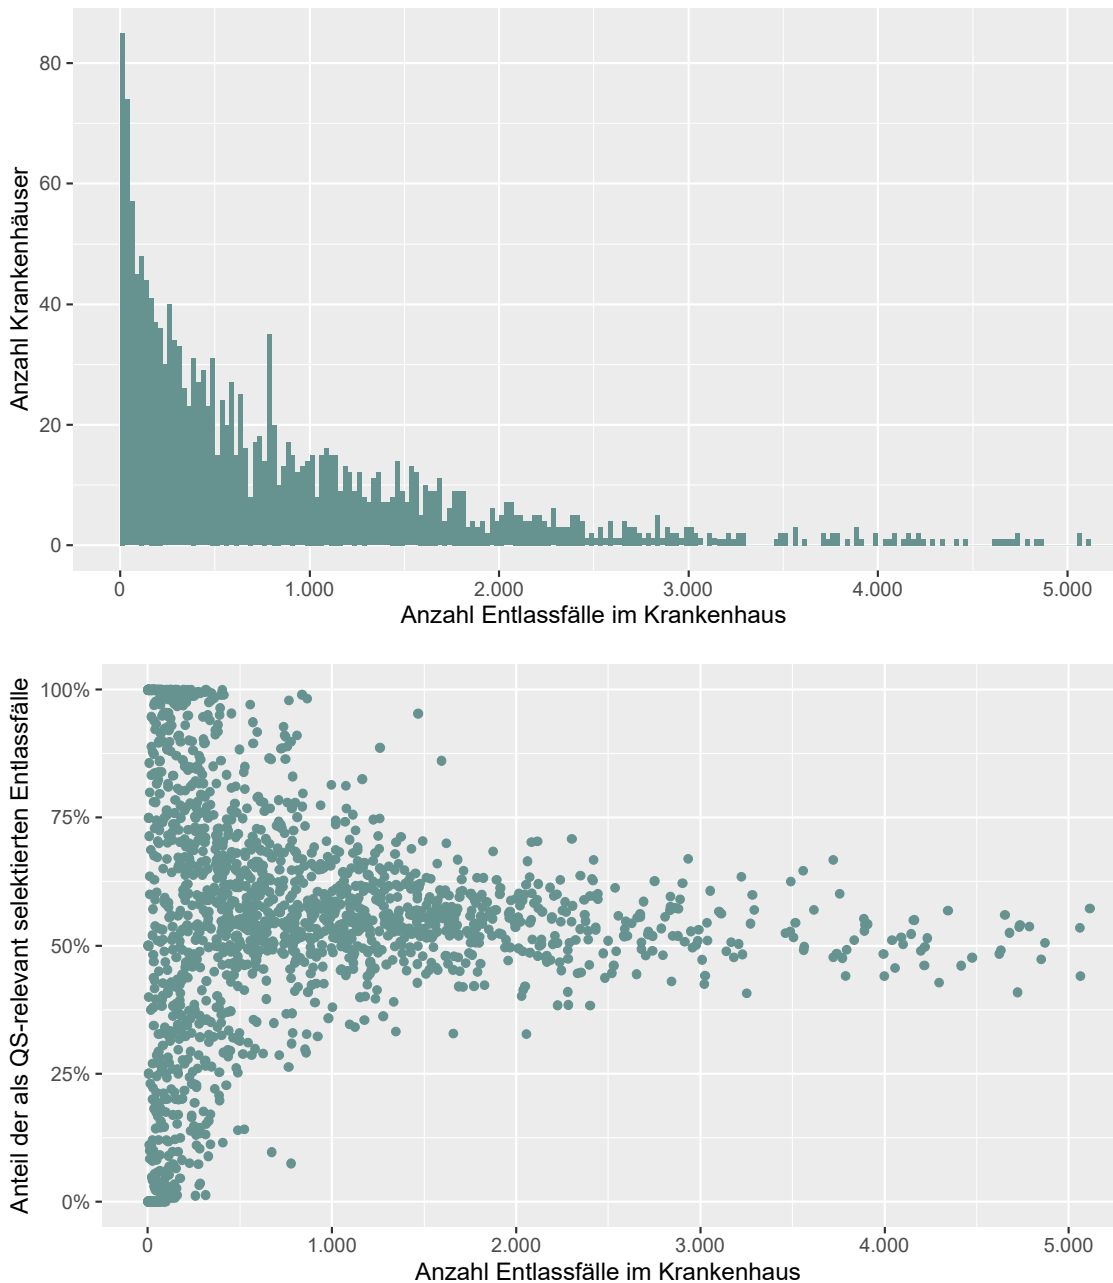 80
60
40
20
0
Anzahl Krankenhäuser
0 1.000 2.000 3.000 4.000 5.000
Anzahl Entlassfälle im Krankenhaus
100%
75%
50%
25%
0%
Anteil der als QS-relevant selektierten Entlassfälle
0 1.000 2.000 3.000 4.000 5.000
Anzahl Entlassfälle im Krankenhaus